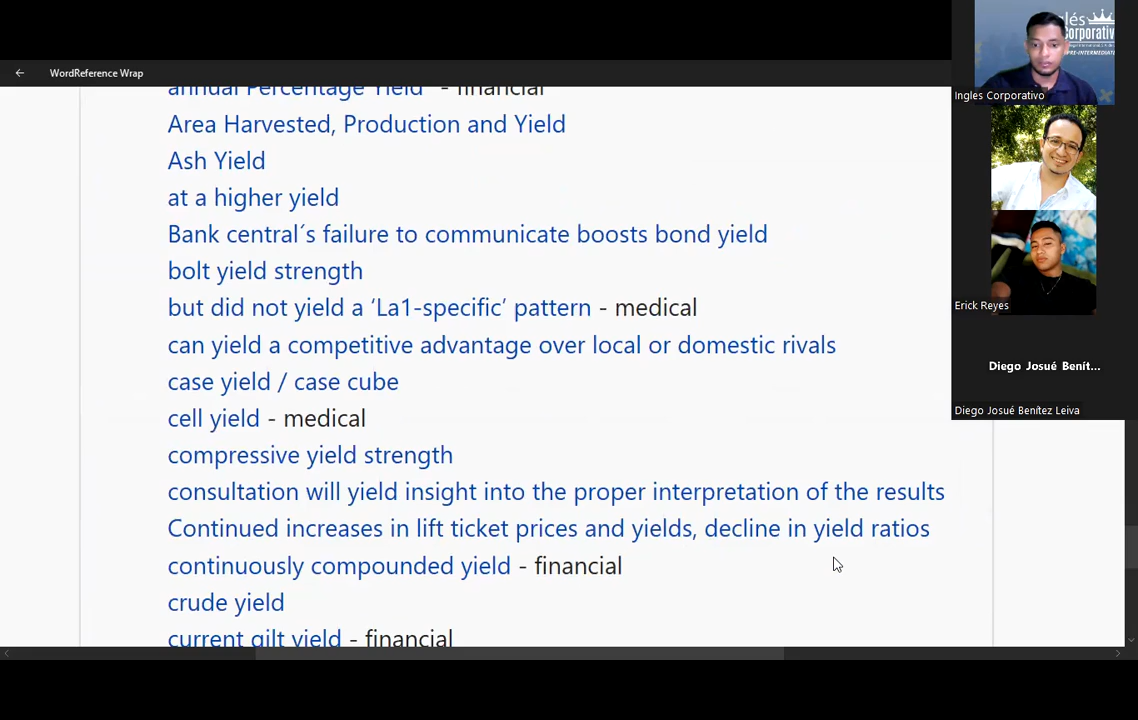 WordReference Wrap
annual Percentage Yield" - financial
Area Harvested, Production and Yield
Ash Yield
at a higher yield
Bank central´s failure to communicate boosts bond yield
bolt yield strength
but did not yield a ‘La1-specific’ pattern - medical
can yield a competitive advantage over local or domestic rivals
case yield / case cube
cell yield - medical
compressive yield strength
consultation will yield insight into the proper interpretation of the results
Continued increases in lift ticket prices and yields, decline in yield ratios
continuously compounded yield - financial
crude yield
current gilt yield - financial
glés
Corporativ
PRE-INTERMEDIATE
Ingles Corporativo
Erick Reyes
Diego Josué Benít...
Diego Josué Benítez Leiva